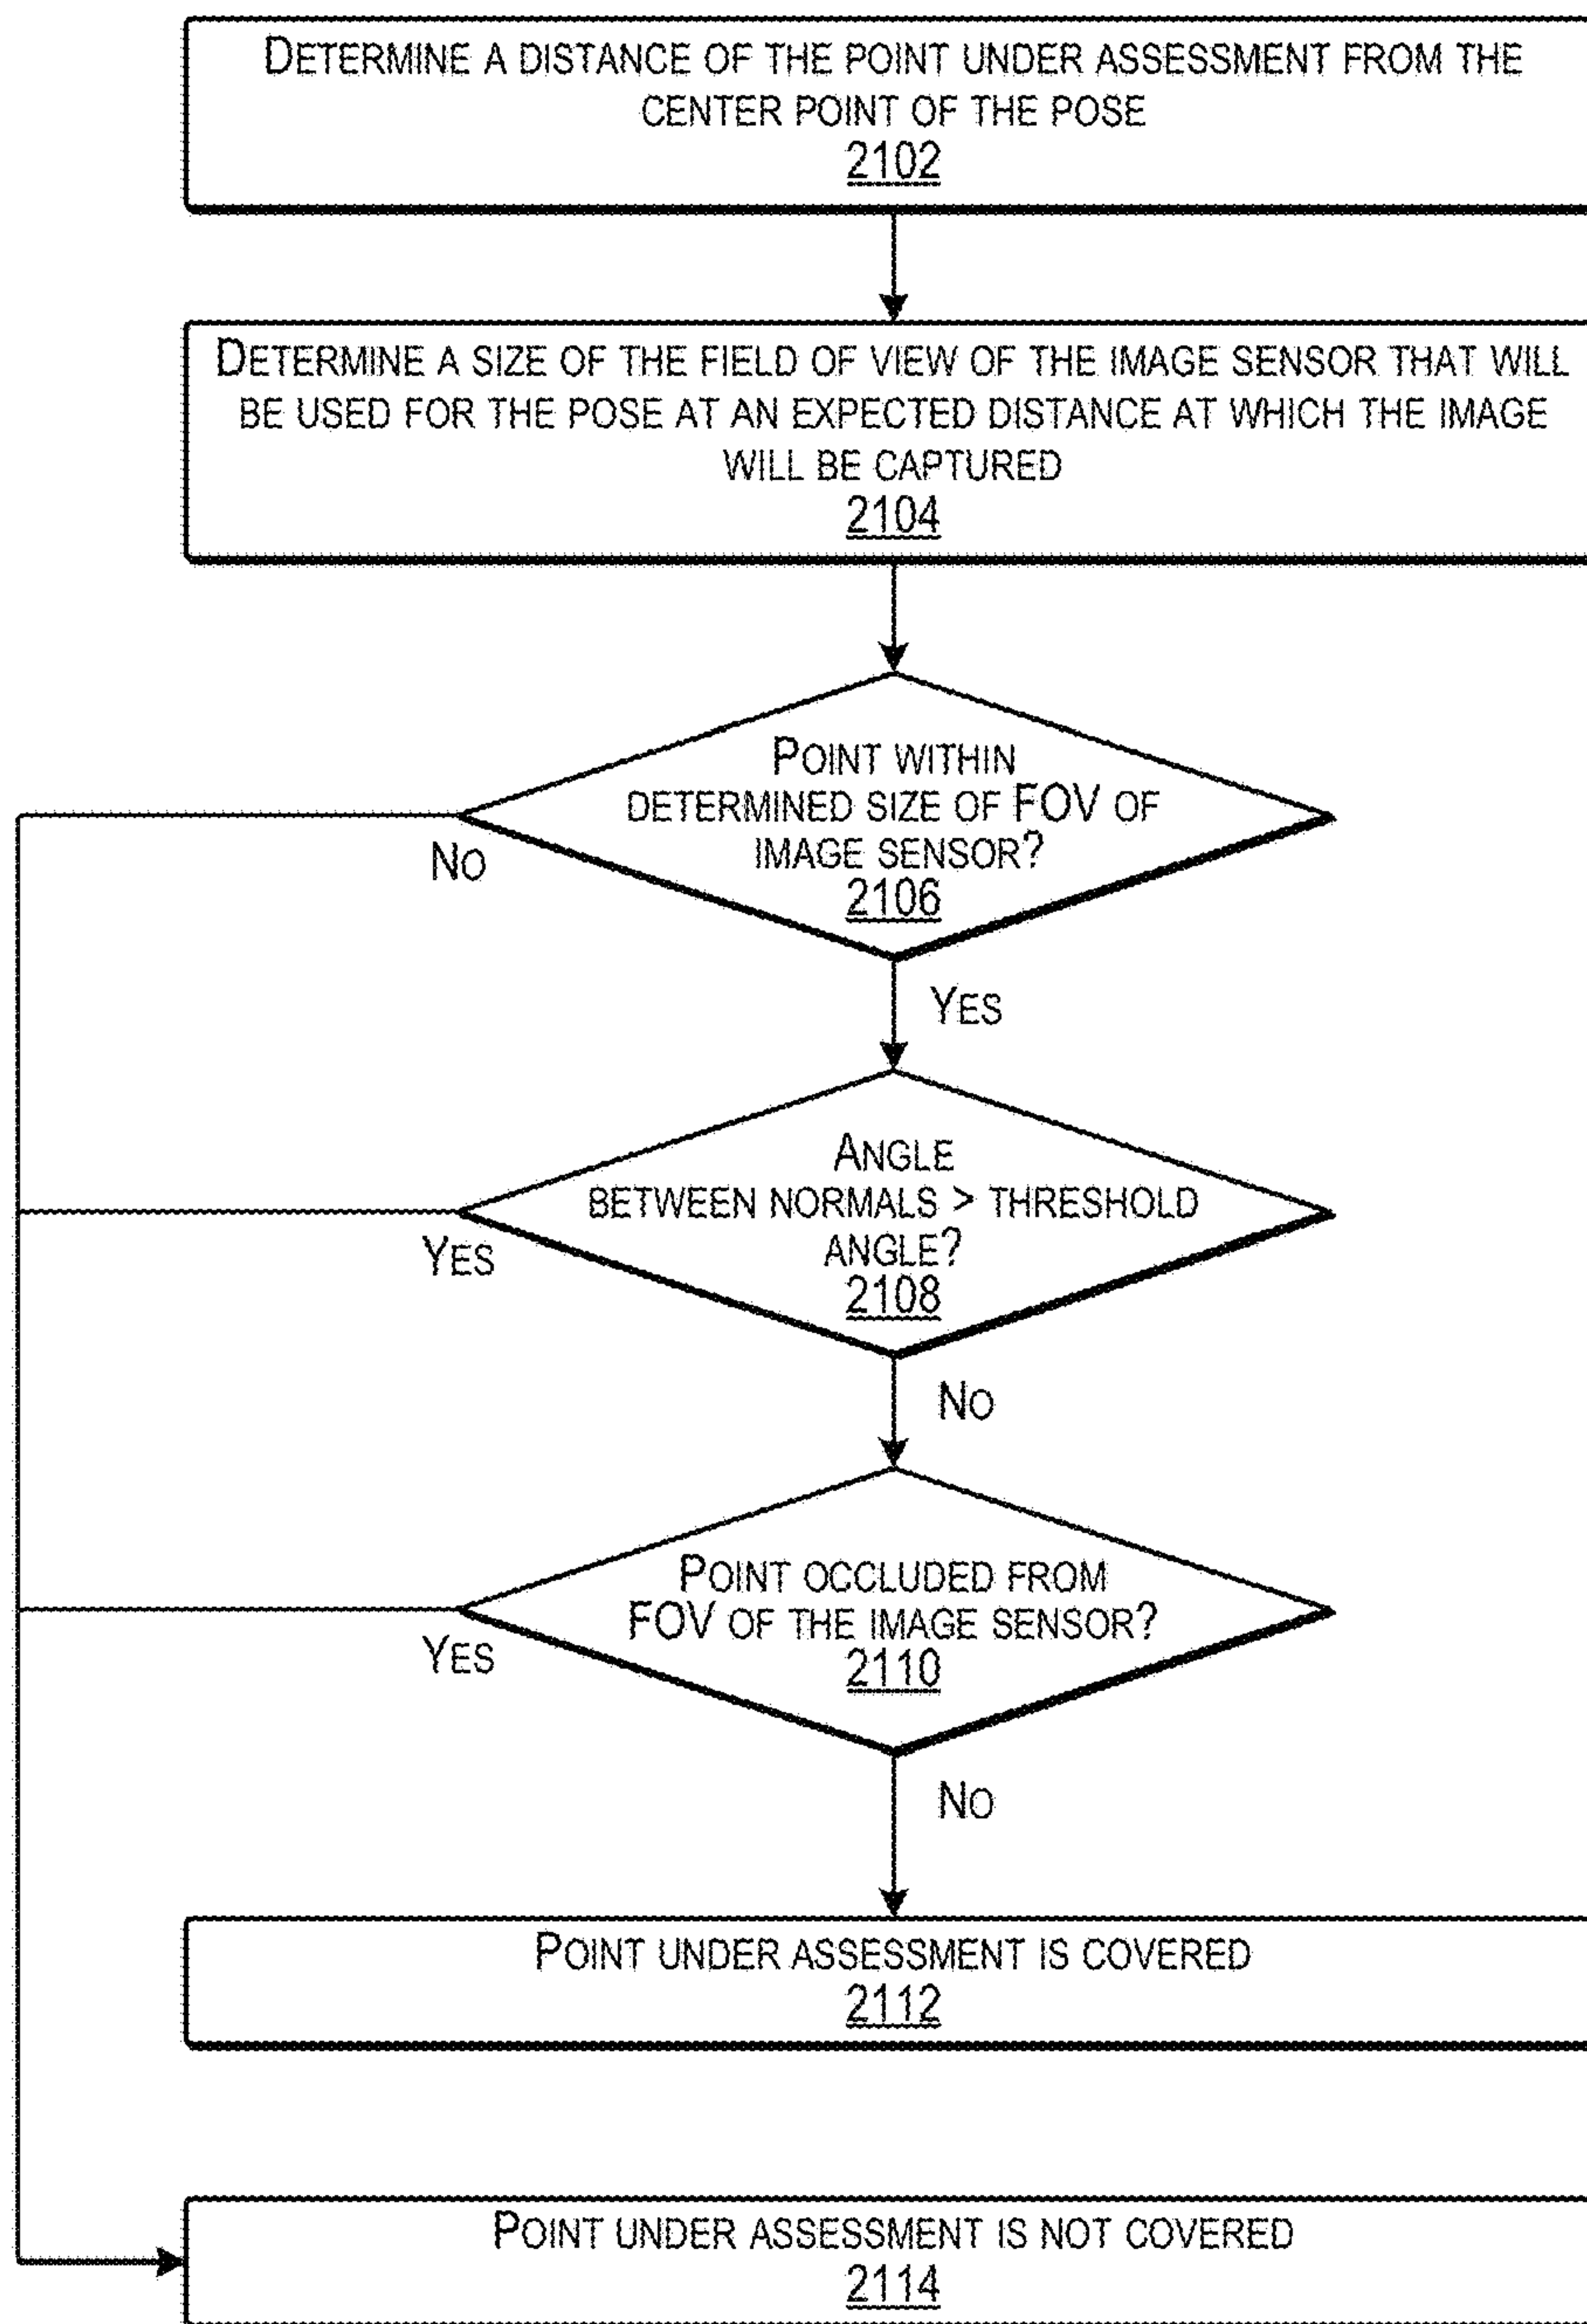 DETERMINE A DISTANCE OF THE POINT UNDER ASSESSMENT FROM THE
CENTER POINT OF THE POSE
2102
DETERMINE A SIZE OF THE FIELD OF VIEW OF THE IMAGE SENSOR THAT WILL
BE USED FOR THE POSE AT AN EXPECTED DISTANCE AT WHICH THE IMAGE
WILL BE CAPTURED
2104
POINT WITHIN
DETERMINED SIZE OF FOV OF
IMAGE SENSOR?
2106
NO
YES
ANGLE
BETWEEN NORMALS > THRESHOLD
ANGLE?
2108
YES
NO
POINT OCCLUDED FROM
FOV OF THE IMAGE SENSOR?
2110
YES
NO
POINT UNDER ASSESSMENT IS COVERED
2112
POINT UNDER ASSESSMENT IS NOT COVERED
2114